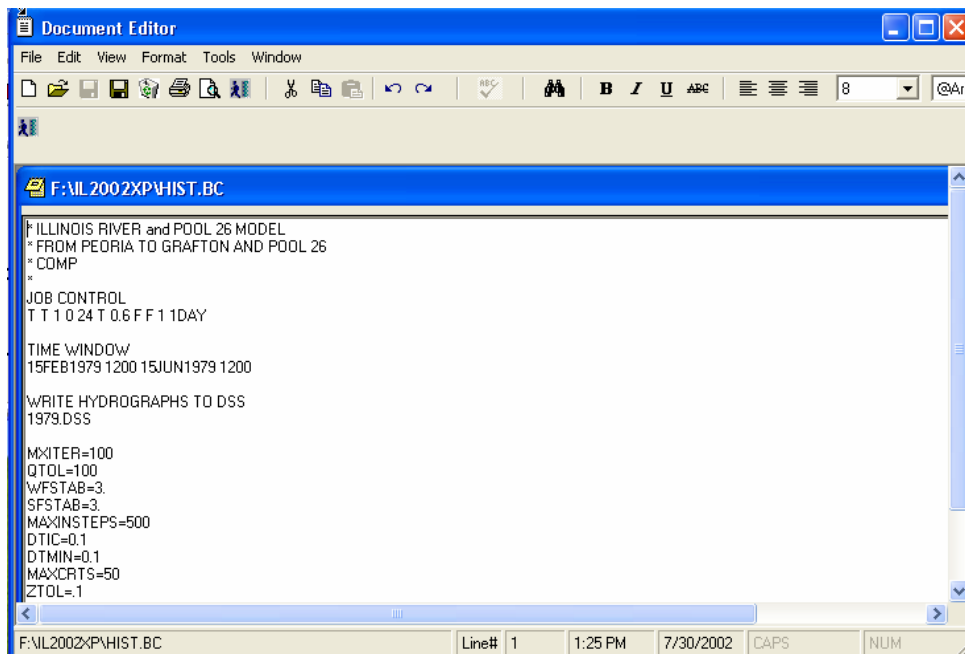 Document Editor
File Edit View Format Tools Window
ABC B I U ABC 8 @Ar
F:\IL2002XP\HIST.BC
* ILLINOIS RIVER and POOL 26 MODEL
* FROM PEORIA TO GRAFTON AND POOL 26
* COMP
*
JOB CONTROL
T T 1 0 24 T 0.6 F F 1 1DAY
TIME WINDOW
15FEB1979 1200 15JUN1979 1200
WRITE HYDROGRAPHS TO DSS
1979.DSS
MXITER=100
QTOL=100
WFSTAB=3.
SFSTAB=3.
MAXINSTEPS=500
DTIC=0.1
DTMIN=0.1
MAXCRTS=50
ZTOL=.1
F:\IL2002XP\HIST.BC Line# 1 1:25 PM 7/30/2002 CAPS NUM